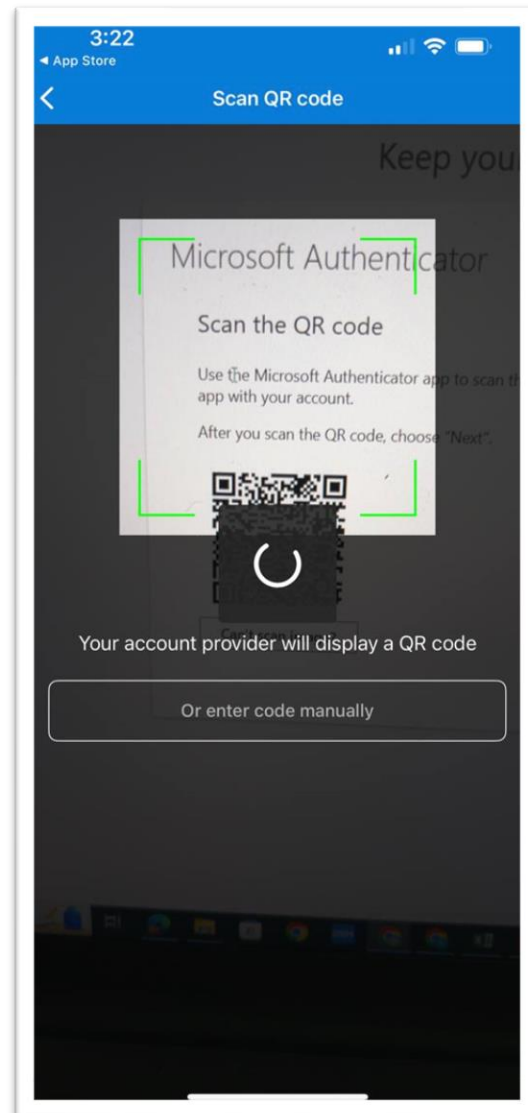 3:22
App Store
Scan QR code
Keep you
Microsoft Authenticator
Scan the QR code
Use the Microsoft Authenticator app to scan th
app with your account.
After you scan the QR code, choose "Next".
Your account provider will display a QR code
Or enter code manually